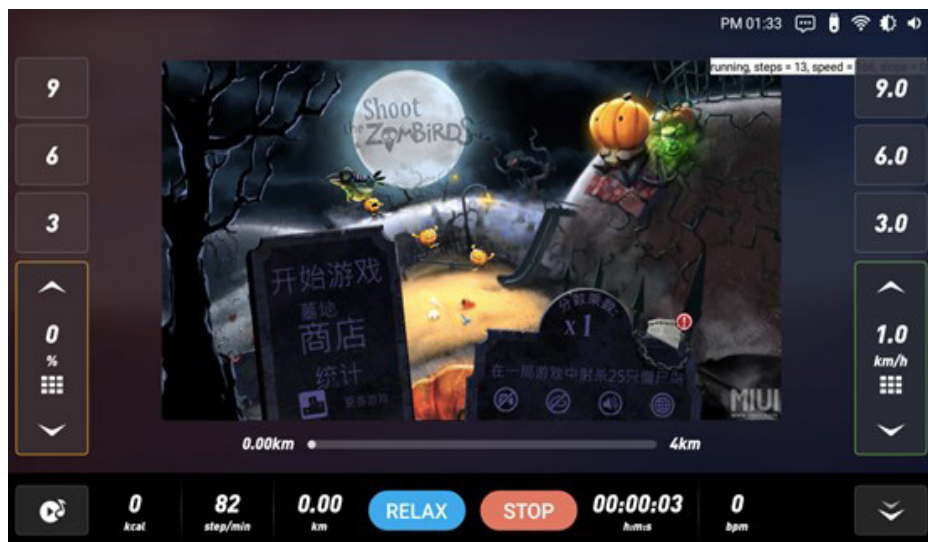 PM 01:33
running, steps = 13, speed =
9
9.0
6
6.0
3
3.0
0
%
1.0
km/h
Shoot
the ZOMBIRDS
开始游戏
墓地
商店
统计
更多游戏
分数乘数:
x1
在一局游戏中射杀25只僵尸鸟
MIUI
0.00km
4km
0
kcal
82
step/min
0.00
km
RELAX
STOP
00:00:03
h:m:s
0
bpm